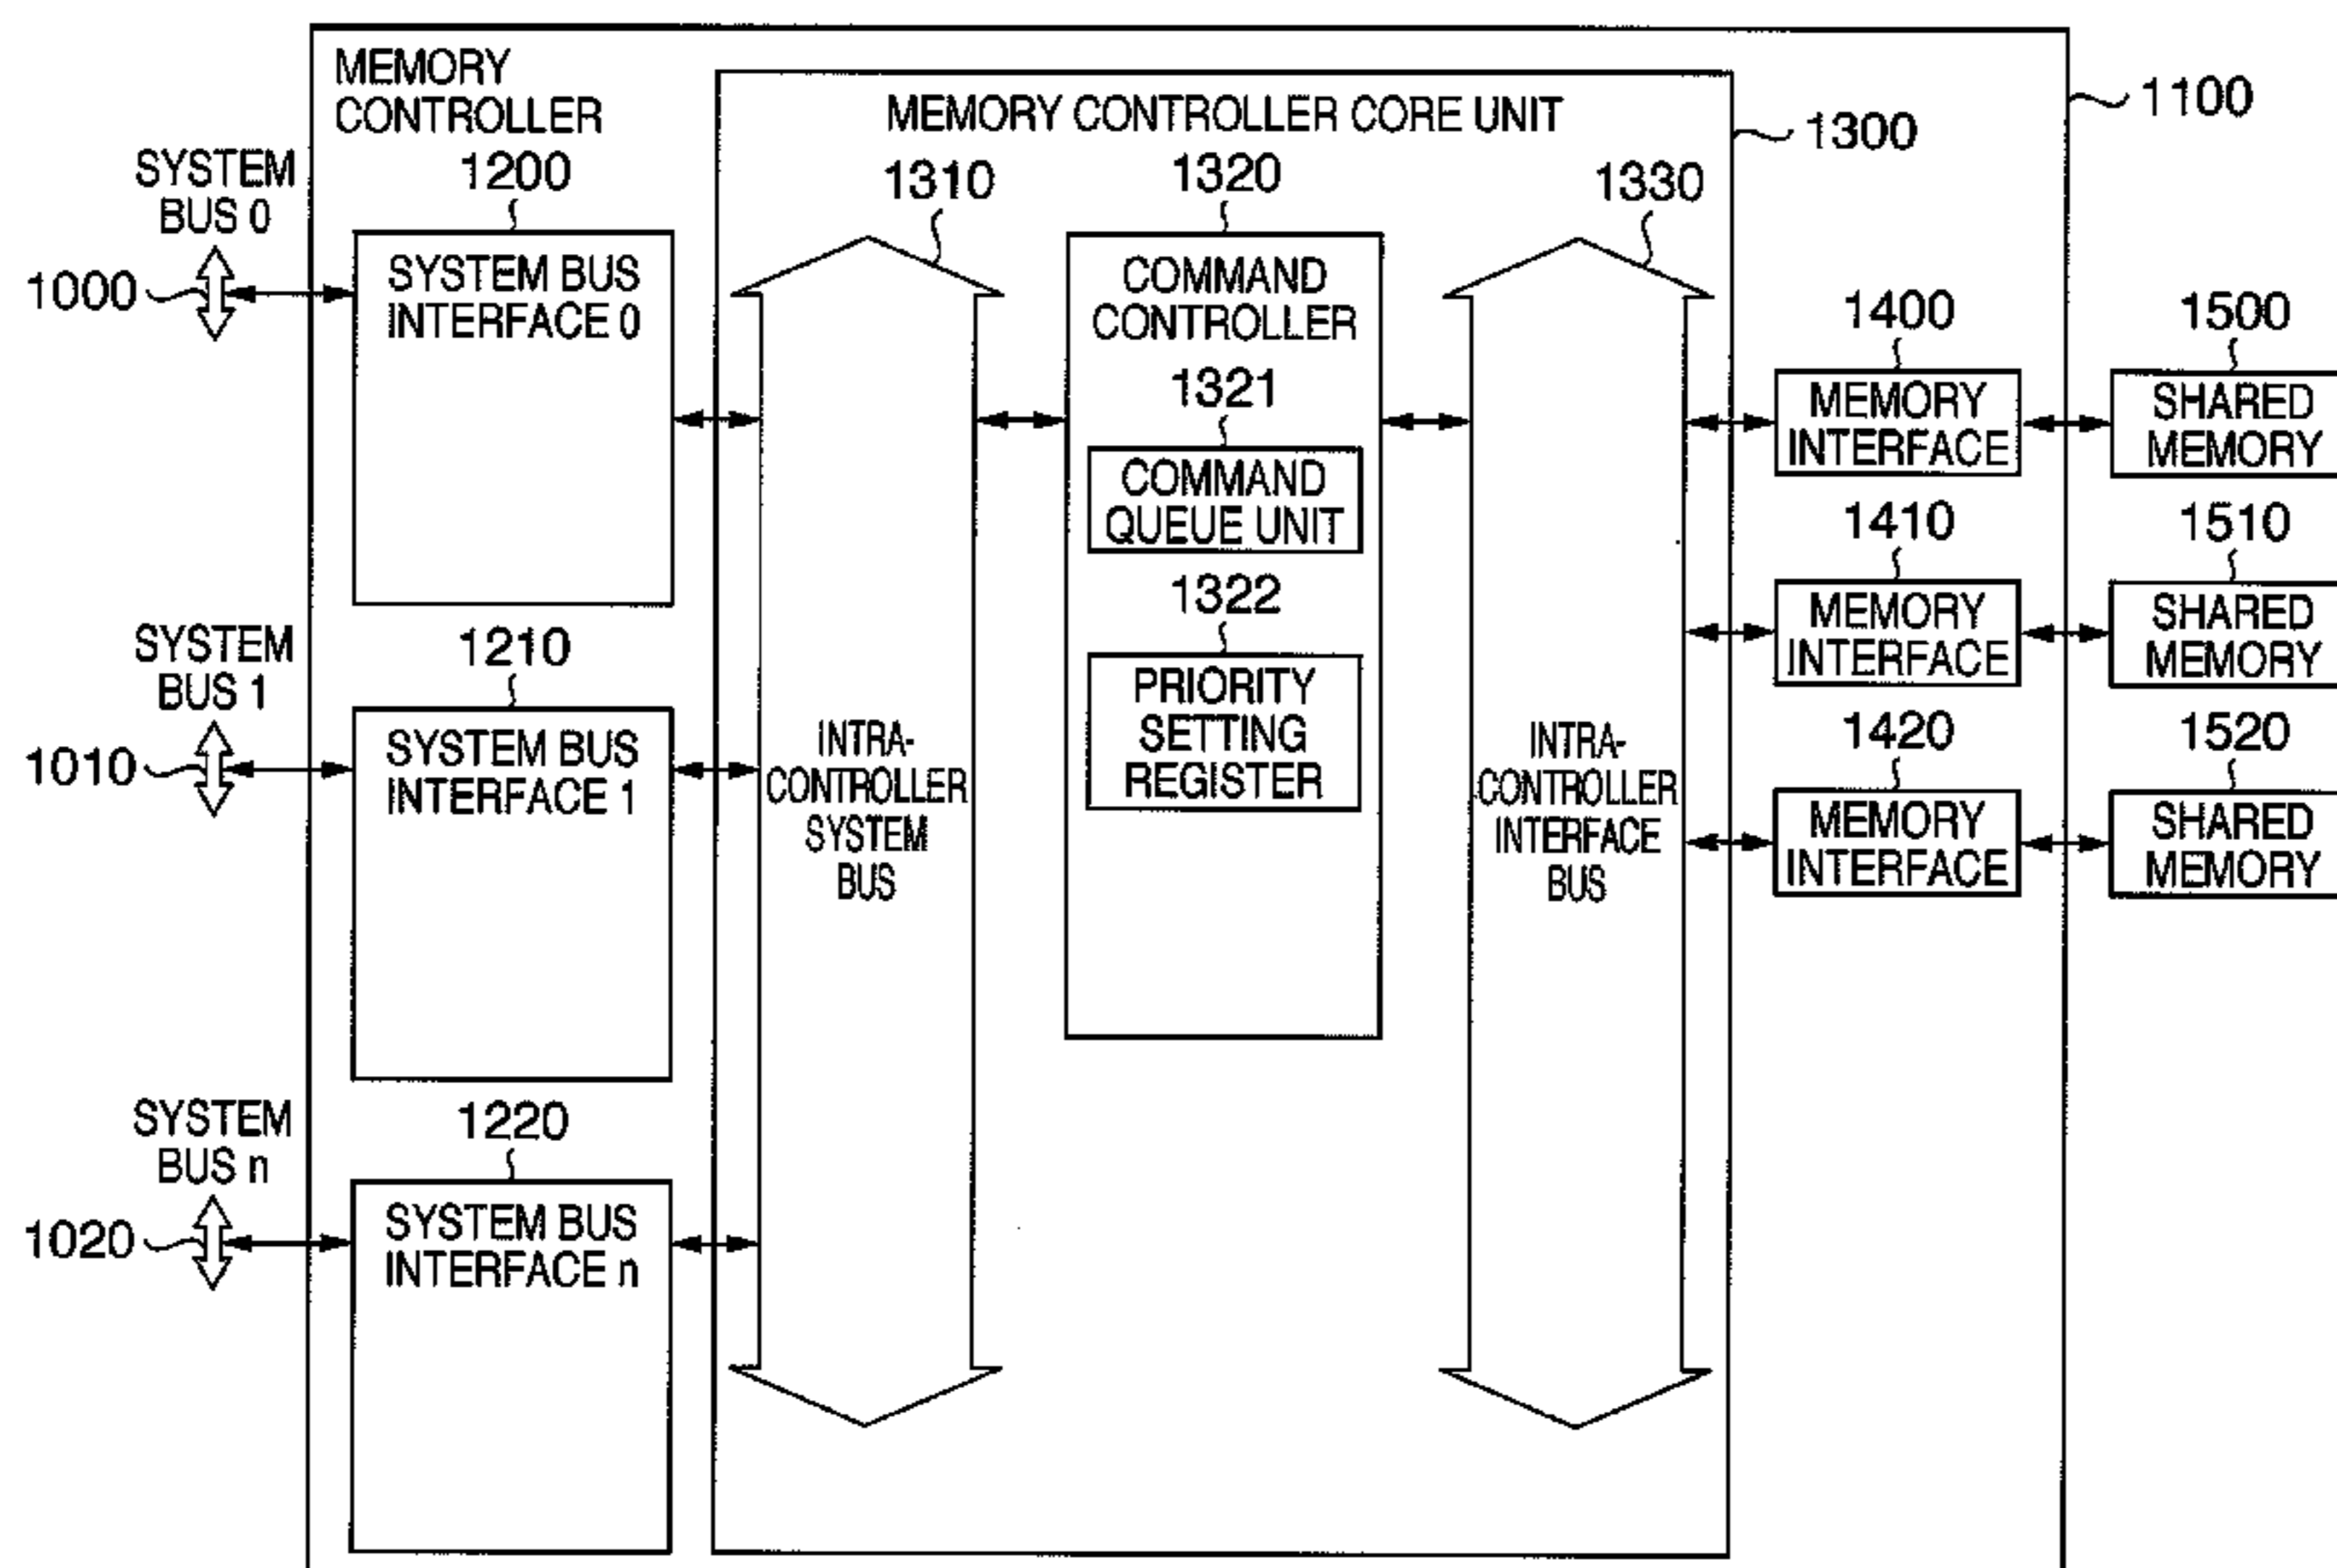 MEMORY
CONTROLLER
MEMORY CONTROLLER CORE UNIT
1100
1300
SYSTEM
BUS 0
1000
1200
SYSTEM BUS
INTERFACE 0
SYSTEM
BUS 1
1010
1210
SYSTEM BUS
INTERFACE 1
SYSTEM
BUS n
1020
1220
SYSTEM BUS
INTERFACE n
1310
INTRA-
CONTROLLER
SYSTEM
BUS
1320
COMMAND
CONTROLLER
1321
COMMAND
QUEUE UNIT
1322
PRIORITY
SETTING
REGISTER
1330
INTRA-
CONTROLLER
INTERFACE
BUS
1400
MEMORY
INTERFACE
1500
SHARED
MEMORY
1410
MEMORY
INTERFACE
1510
SHARED
MEMORY
1420
MEMORY
INTERFACE
1520
SHARED
MEMORY